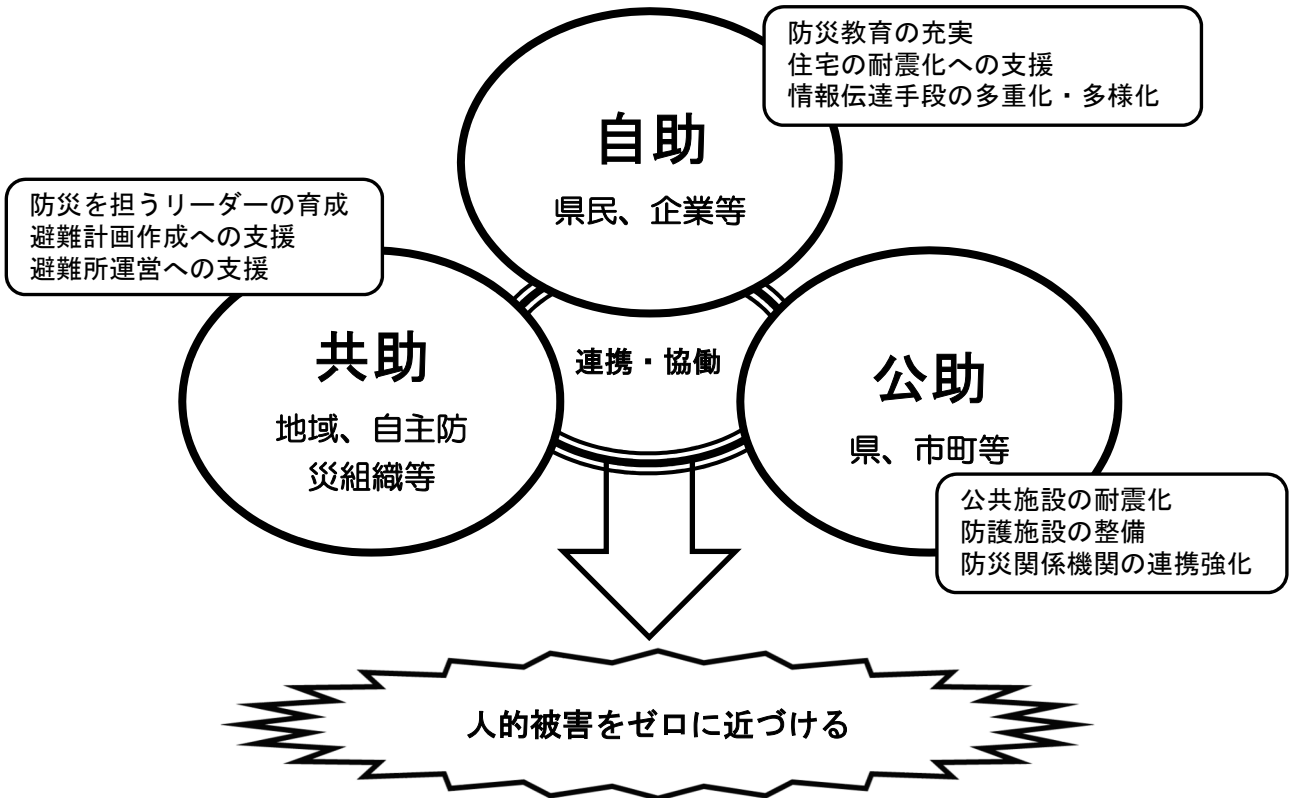 防災教育の充実
住宅の耐震化への支援
情報伝達手段の多重化・多様化
自助
県民、企業等
防災を担うリーダーの育成
避難計画作成への支援
避難所運営への支援
共助
地域、自主防
災組織等
連携・協働
公助
県、市町等
公共施設の耐震化
防護施設の整備
防災関係機関の連携強化
人的被害をゼロに近づける